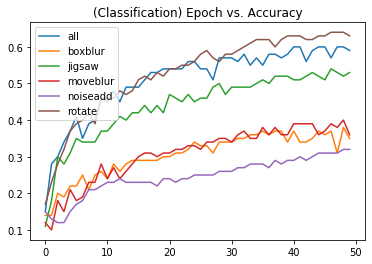 (Classification) Epoch vs. Accuracy
all
boxblur
jigsaw
moveblur
noiseadd
rotate
0.6
0.5
0.4
0.3
0.2
0.1
0 10 20 30 40 50